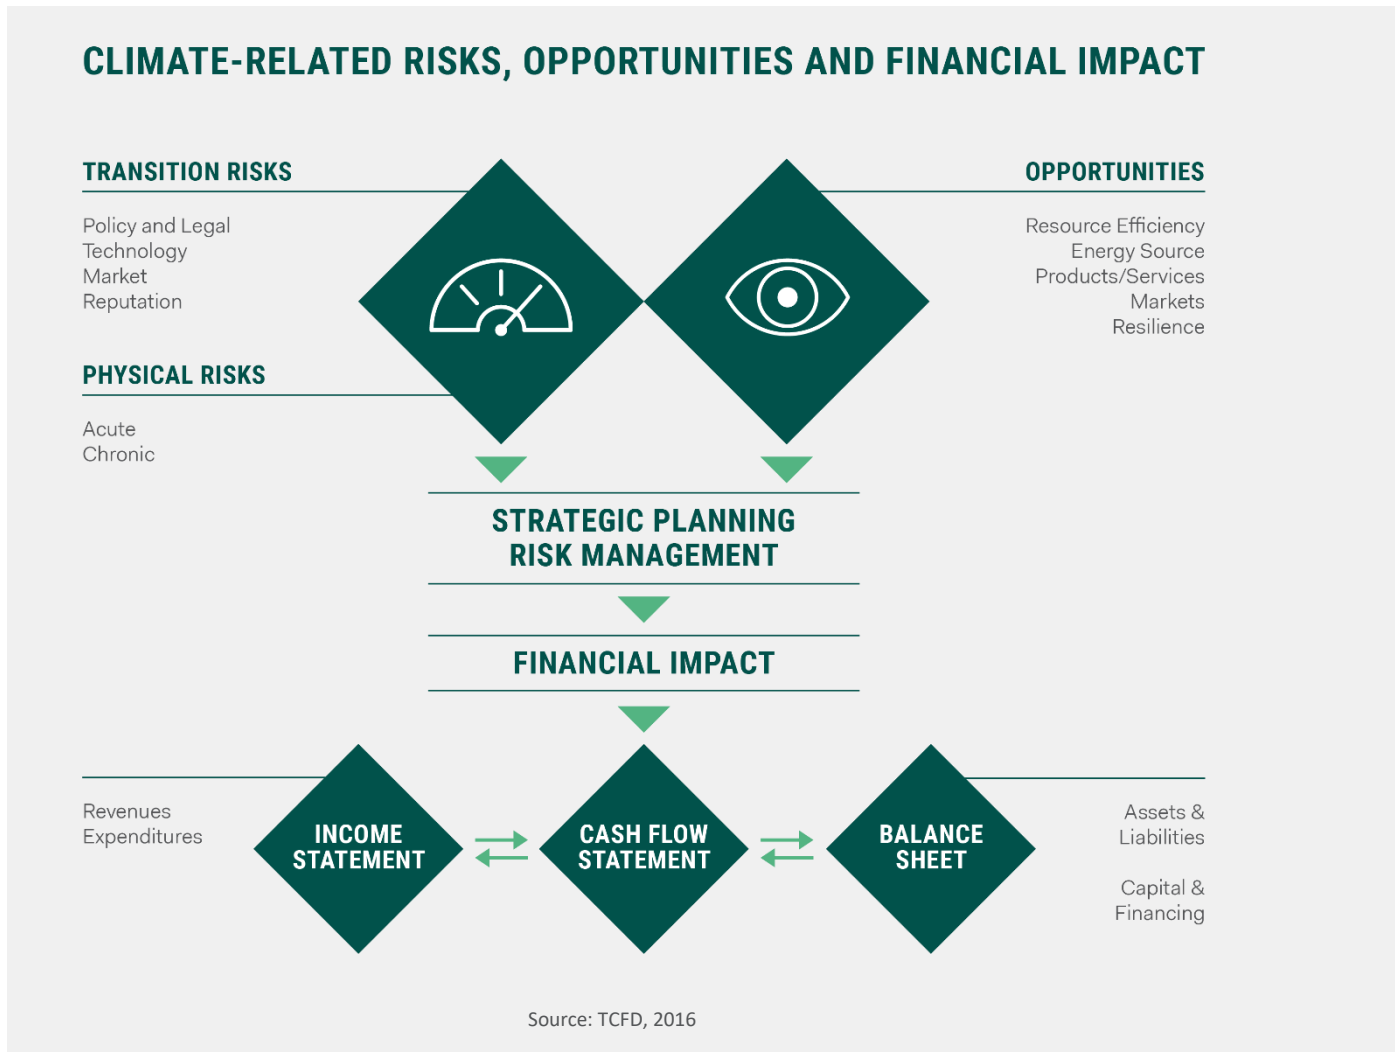 CLIMATE-RELATED RISKS, OPPORTUNITIES AND FINANCIAL IMPACT
TRANSITION RISKS
Policy and Legal
Technology
Market
Reputation
PHYSICAL RISKS
Acute
Chronic
OPPORTUNITIES
Resource Efficiency
Energy Source
Products/Services
Markets
Resilience
STRATEGIC PLANNING
RISK MANAGEMENT
FINANCIAL IMPACT
Revenues
Expenditures
INCOME
STATEMENT
CASH FLOW
STATEMENT
BALANCE
SHEET
Assets &
Liabilities
Capital &
Financing
Source: TCFD, 2016